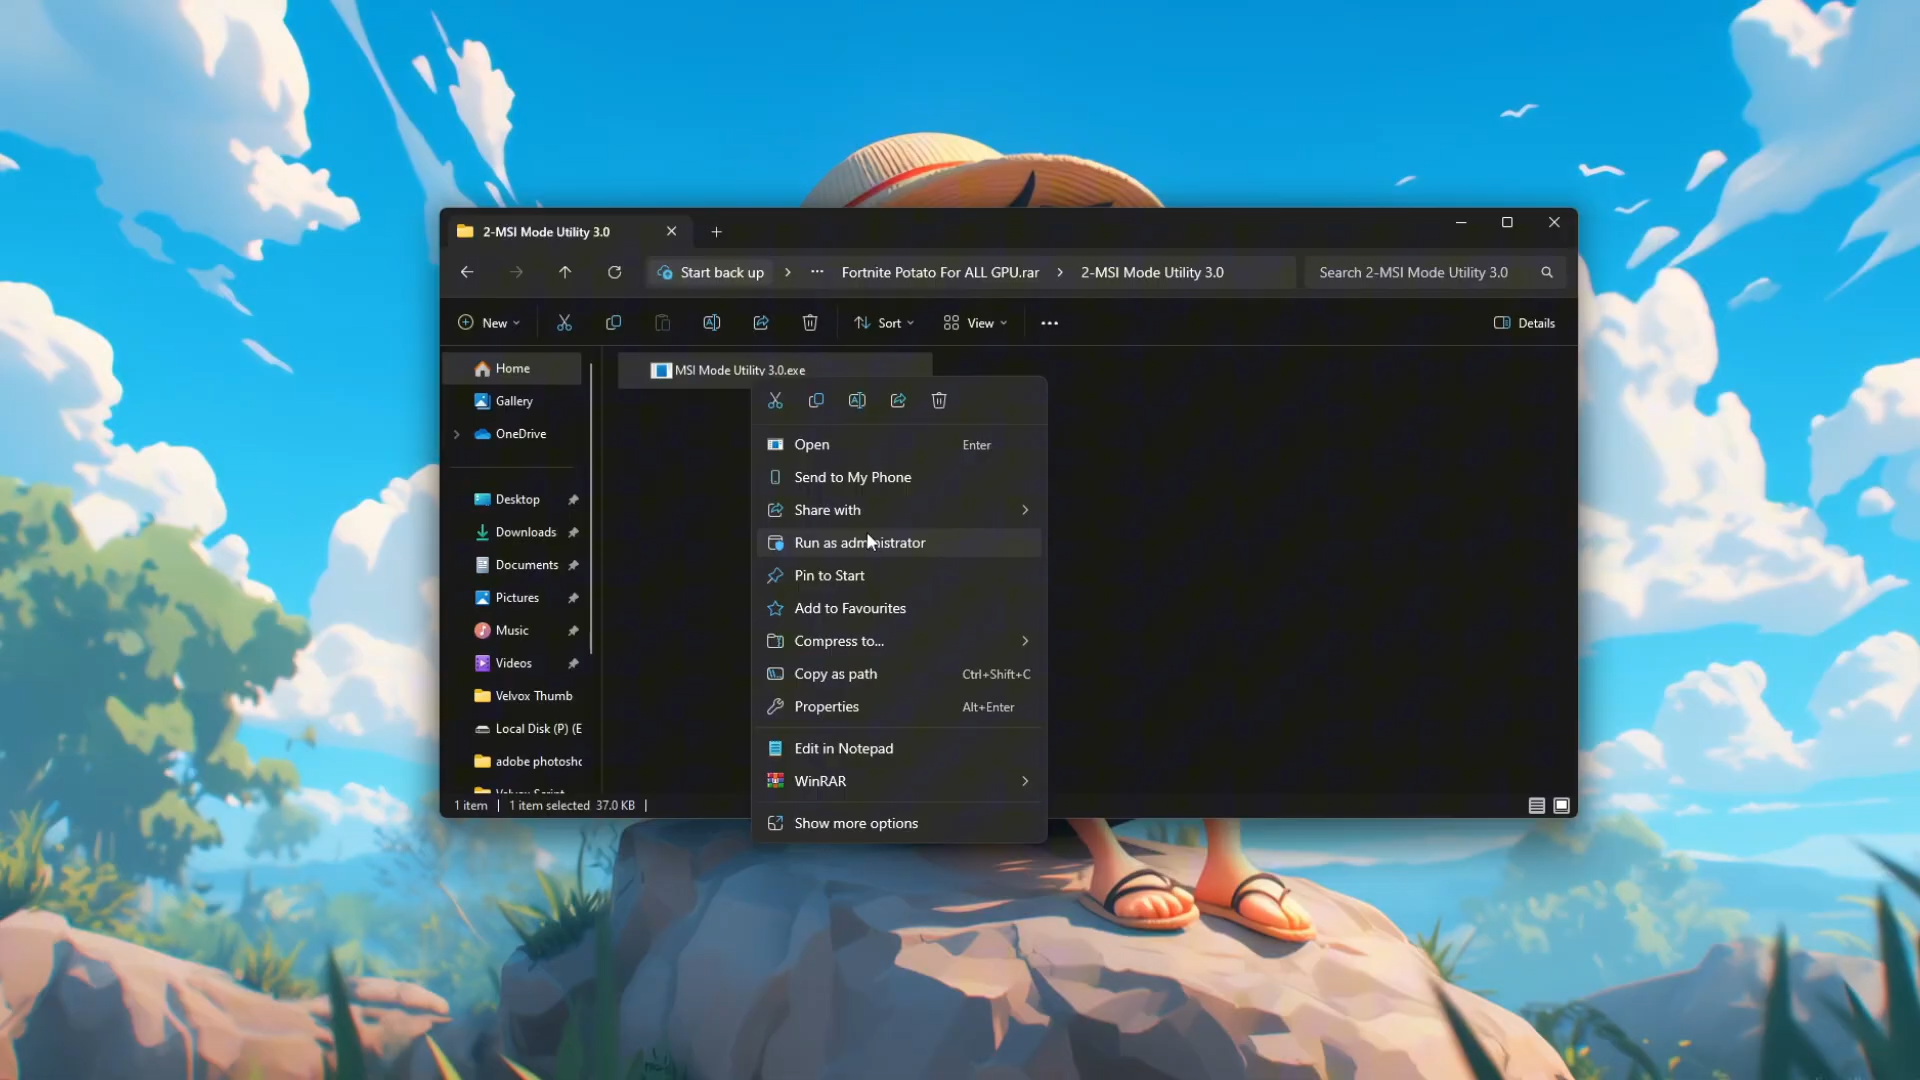 2-MSI Mode Utility 3.0
Start back up
Fortnite Potato For ALL GPU.rar
2-MSI Mode Utility 3.0
Search 2-MSI Mode Utility 3.0
New
Sort
View
Details
Home
Gallery
OneDrive
Desktop
Downloads
Documents
Pictures
Music
Videos
Velvox Thumb
Local Disk (P) (E
adobe photosho
Velvox Script
MSI Mode Utility 3.0.exe
Open Enter
Send to My Phone
Share with
Run as administrator
Pin to Start
Add to Favourites
Compress to...
Copy as path Ctrl+Shift+C
Properties Alt+Enter
Edit in Notepad
WinRAR
Show more options
1 item | 1 item selected 37.0 KB |